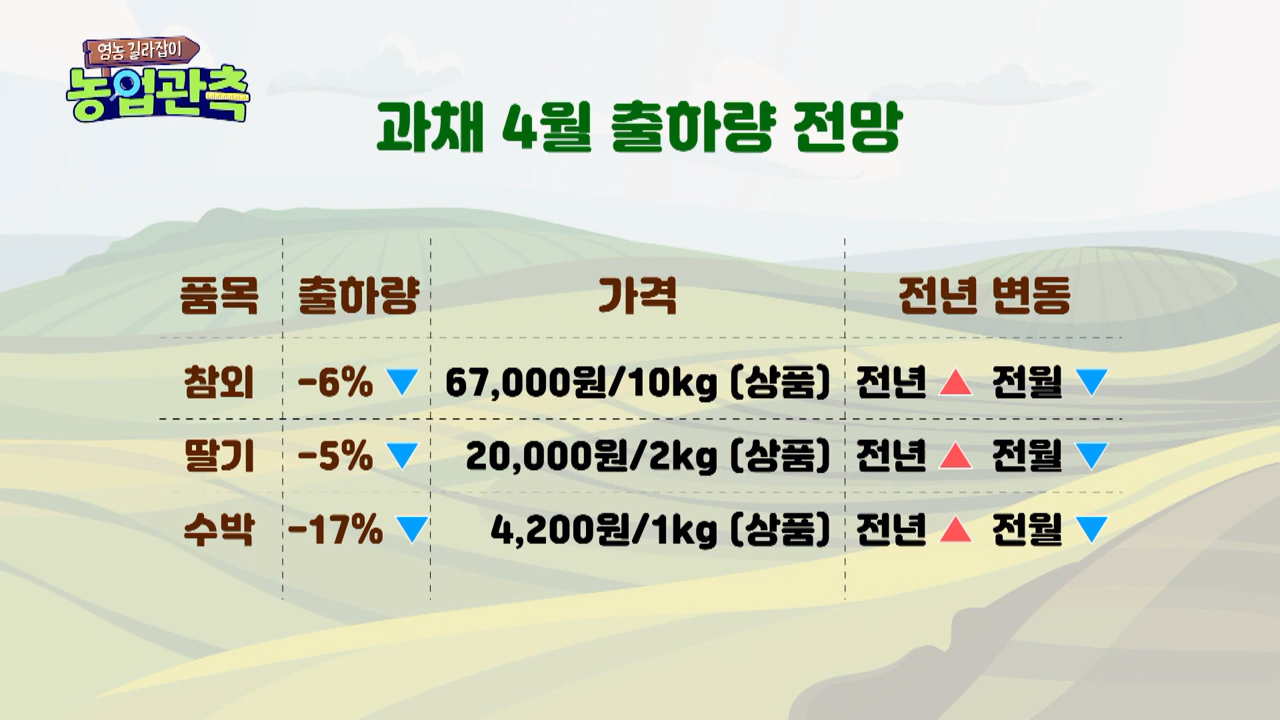 영농 길라잡이
농업관측
과채 4월 출하량 전망
품목 출하량 가격 전년 변동
참외 -6% ▼ 67,000원/10kg (상품) 전년 ▲ 전월 ▼
딸기 -5% ▼ 20,000원/2kg (상품) 전년 ▲ 전월 ▼
수박 -17% ▼ 4,200원/1kg (상품) 전년 ▲ 전월 ▼